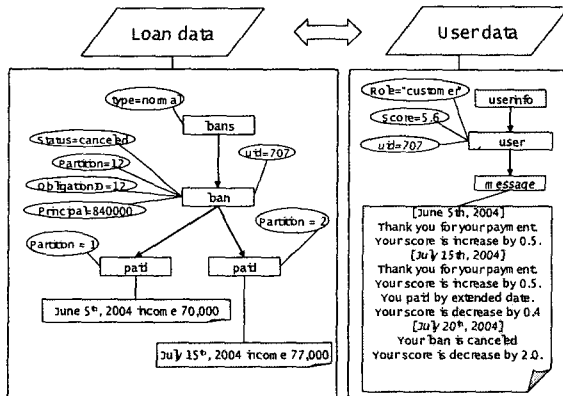 Loan data
User data
type=normal
bans
Status=canceled
Partition=12
ObligationID=12
Principal=840000
uid=707
ban
Partition = 1
Partition = 2
paid
paid
June 5th, 2004 income 70,000
July 15th, 2004 income 77,000
Role="customer"
Score=5.6
uid=707
userinfo
user
message
[June 5th, 2004]
Thank you for your payment.
Your score is increase by 0.5.
[July 15th, 2004]
Thank you for your payment.
Your score is increase by 0.5.
You paid by extended date.
Your score is decrease by 0.4
[July 20th, 2004]
Your ban is canceled
Your score is decrease by 2.0.